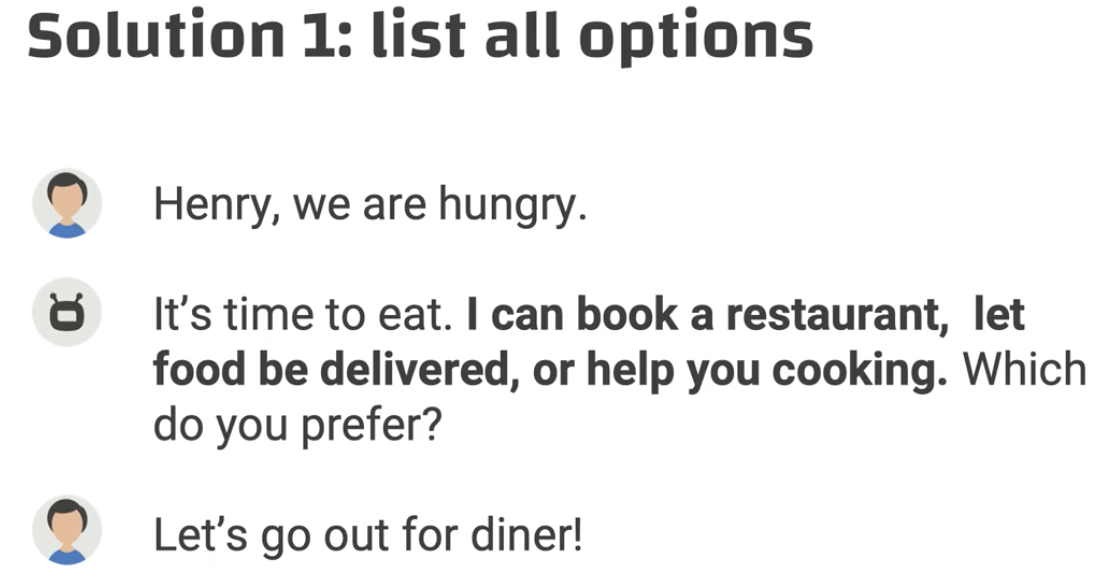 Solution 1: list all options
Henry, we are hungry.
It's time to eat. I can book a restaurant, let
food be delivered, or help you cooking. Which
do you prefer?
Let's go out for diner!